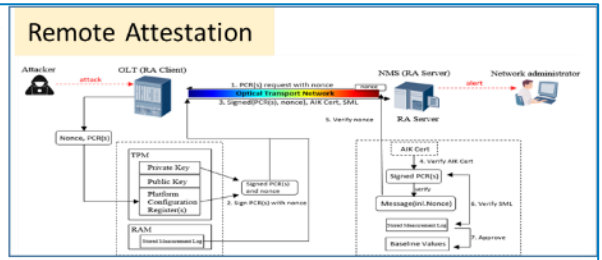 Remote Attestation
Attacker
OLT (RA Client)
NMS (RA Server)
Network administrator
attack
1. PCR(s) request with nonce
nonce
alert
Optical Transport Network
3. Signed(PCR(s), nonce), AIK Cert, SML
RA Server
5. Verify nonce
Nonce, PCR(s)
AIK Cert
TPM
4. Verify AIK Cert
Private Key
Signed PCR(s)
Public Key
Signed PCR(s)
and nonce
verify
Platform
Configuration
Register(s)
2. Sign PCR(s) with nonce
Message(inl.Nonce)
6. Verify SML
RAM
Stored Measurement Log
Stored Measurement Log
7. Approve
Baseline Values